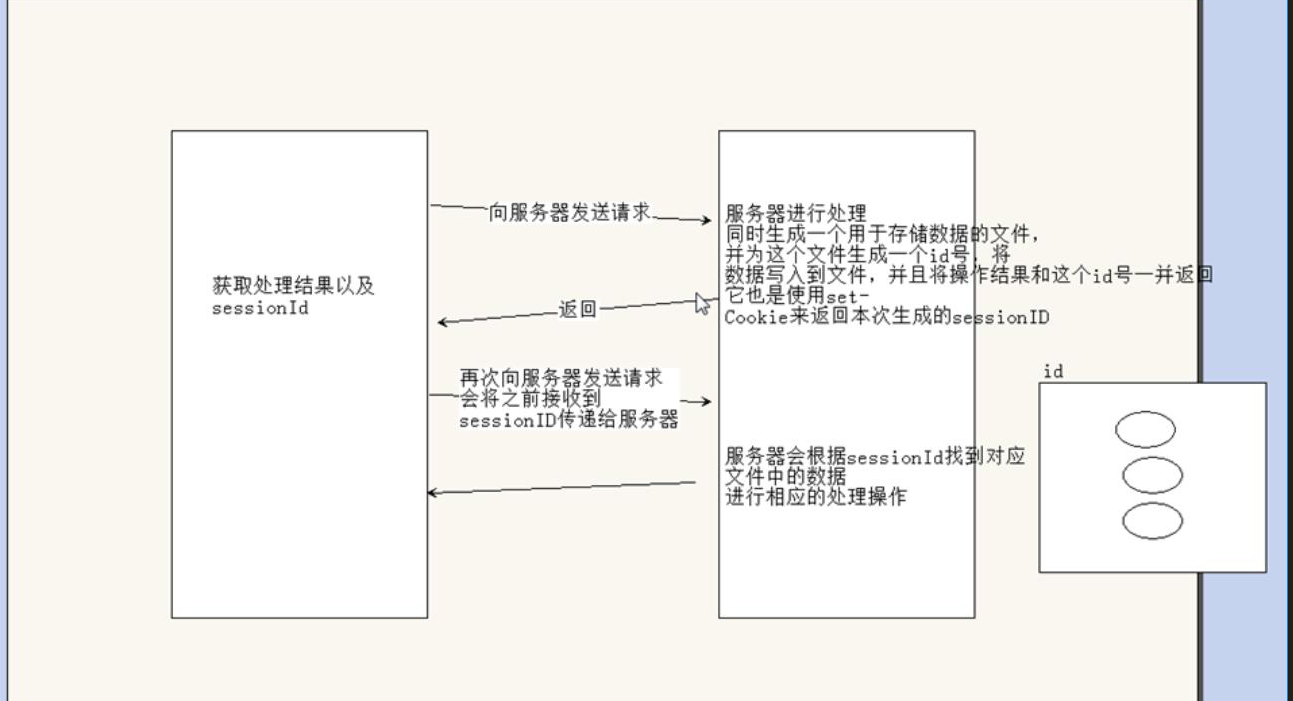 向服务器发送请求
服务器进行处理
同时生成一个用于存储数据的文件，
并为这个文件生成一个id号，将
数据写入到文件，并且将操作结果和这个id号一并返回
它也是使用set-
Cookie来返回本次生成的sessionID
获取处理结果以及
sessionId
返回
再次向服务器发送请求
会将之前接收到
sessionID传递给服务器
id
服务器会根据sessionId找到对应
文件中的数据
进行相应的处理操作